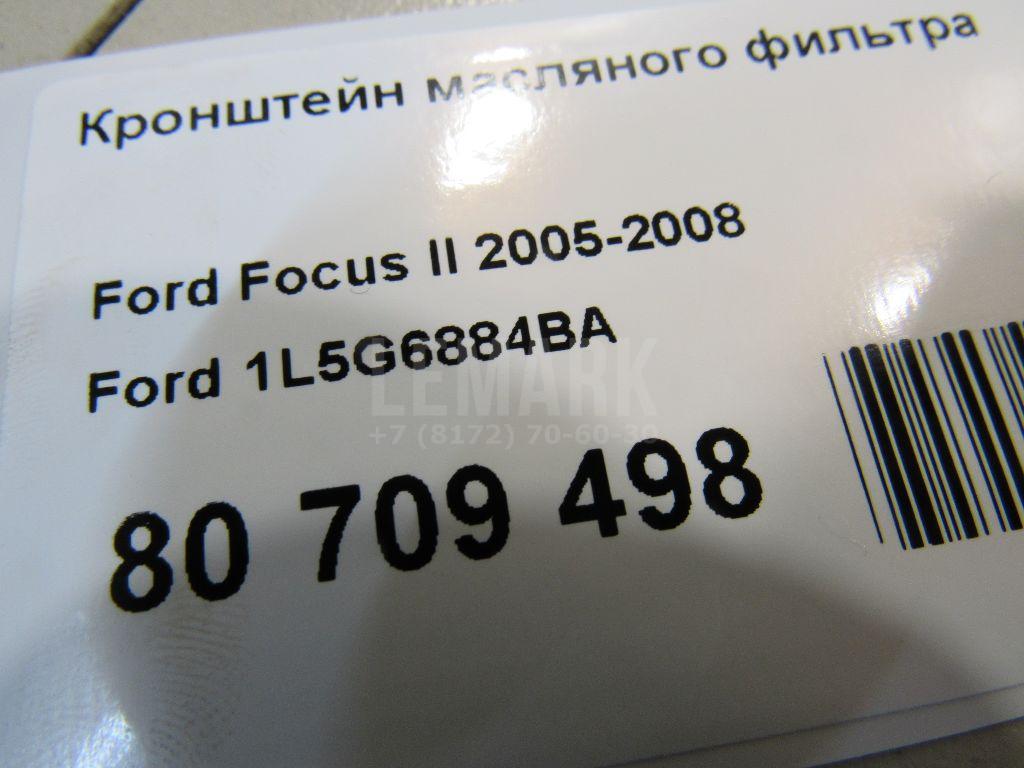 Кронштейн масляного фильтра
Ford Focus II 2005-2008
Ford 1L5G6884BA
LEMARK
+7 (8172) 70-60-39
80 709 498